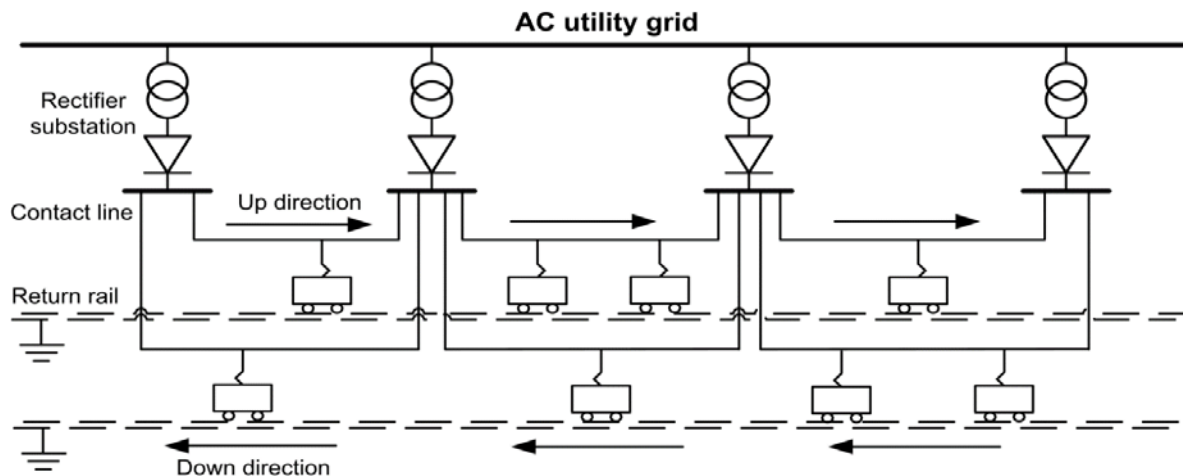 AC utility grid
Rectifier
substation
Contact line
Up direction
Return rail
Down direction